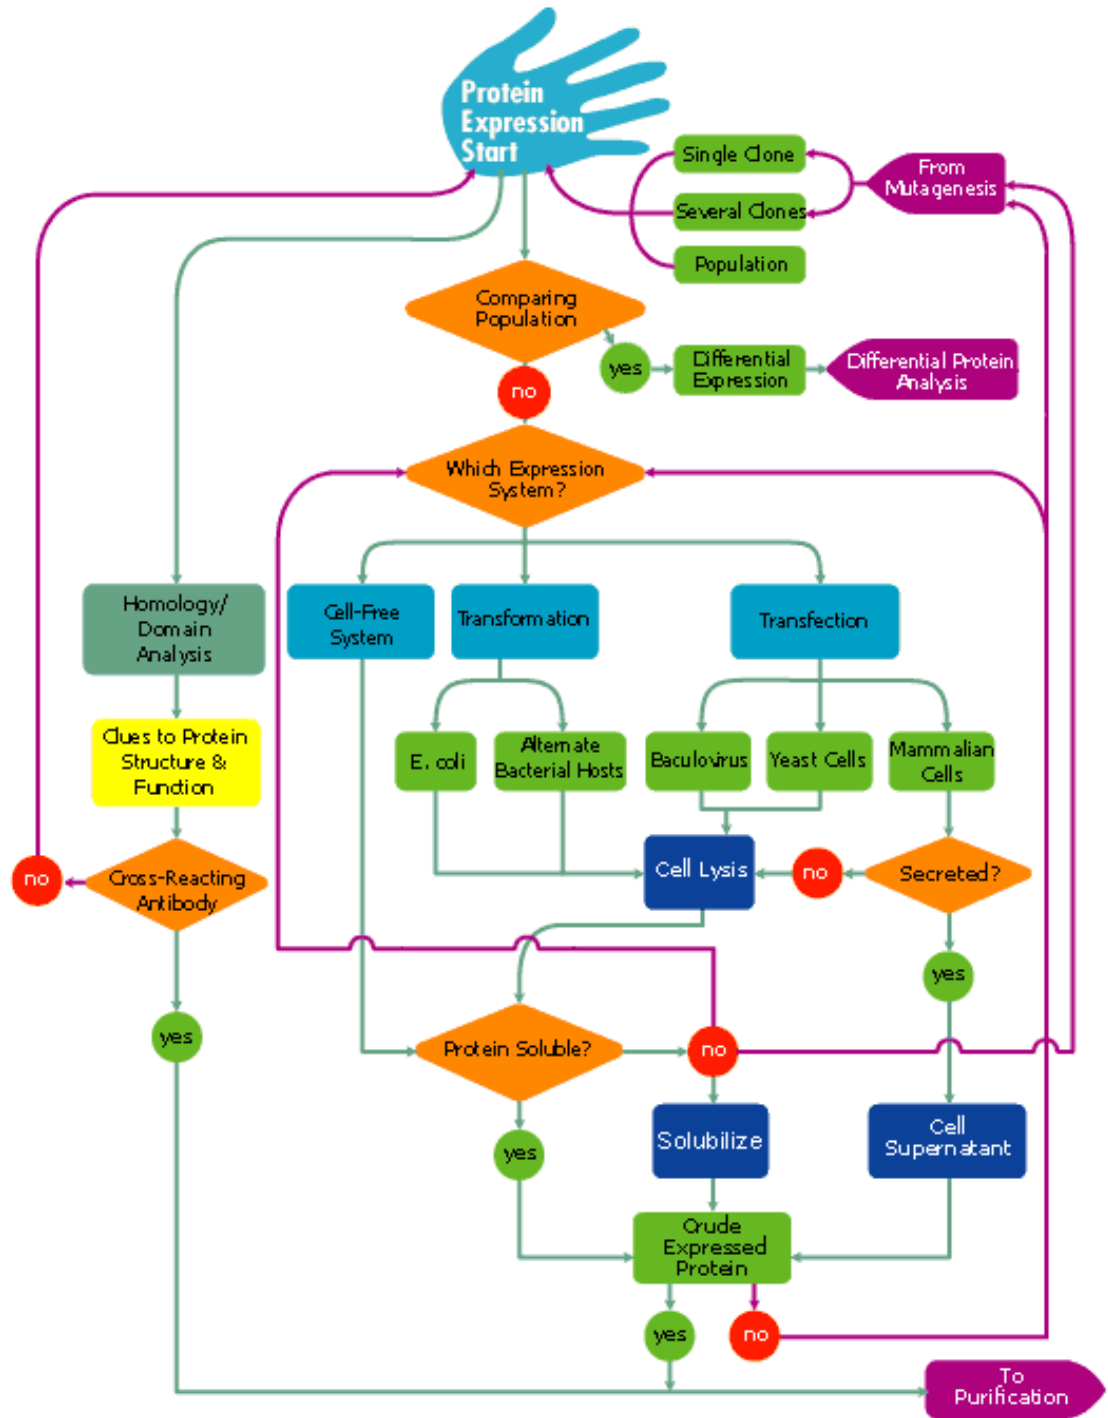 Protein
Expression
Start
Single Clone
Several Clones
Population
From
Mutagenesis
Comparing
Population
yes
Differential
Expression
Differential Protein
Analysis
no
Which Expression
System?
Homology/
Domain
Analysis
Cell-Free
System
Transformation
Transfection
Clues to Protein
Structure &
Function
E. coli
Alternate
Bacterial Hosts
Baculovirus
Yeast Cells
Mammalian
Cells
no
Cross-Reacting
Antibody
Cell Lysis
no
Secreted?
yes
yes
Protein Soluble?
no
yes
Solubilize
Cell
Supernatant
Crude
Expressed
Protein
yes
no
To
Purification